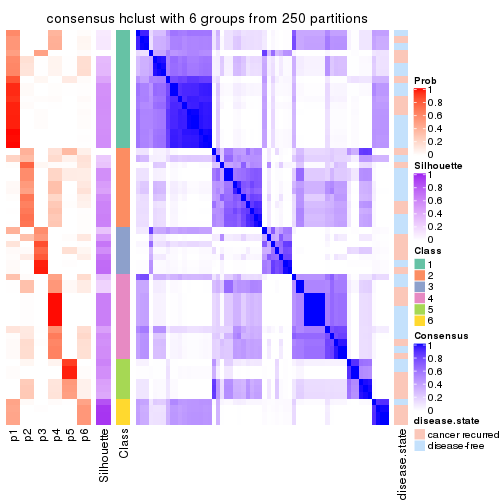 consensus hclust with 6 groups from 250 partitions
Prob
1
0.8
0.6
0.4
0.2
0
Silhouette
1
0.8
0.6
0.4
0.2
0
Class
1
2
3
4
5
6
Consensus
1
0.8
0.6
0.4
0.2
0
disease.state
cancer recurred
disease-free
p1
p2
p3
p4
p5
p6
Silhouette
Class
disease.state